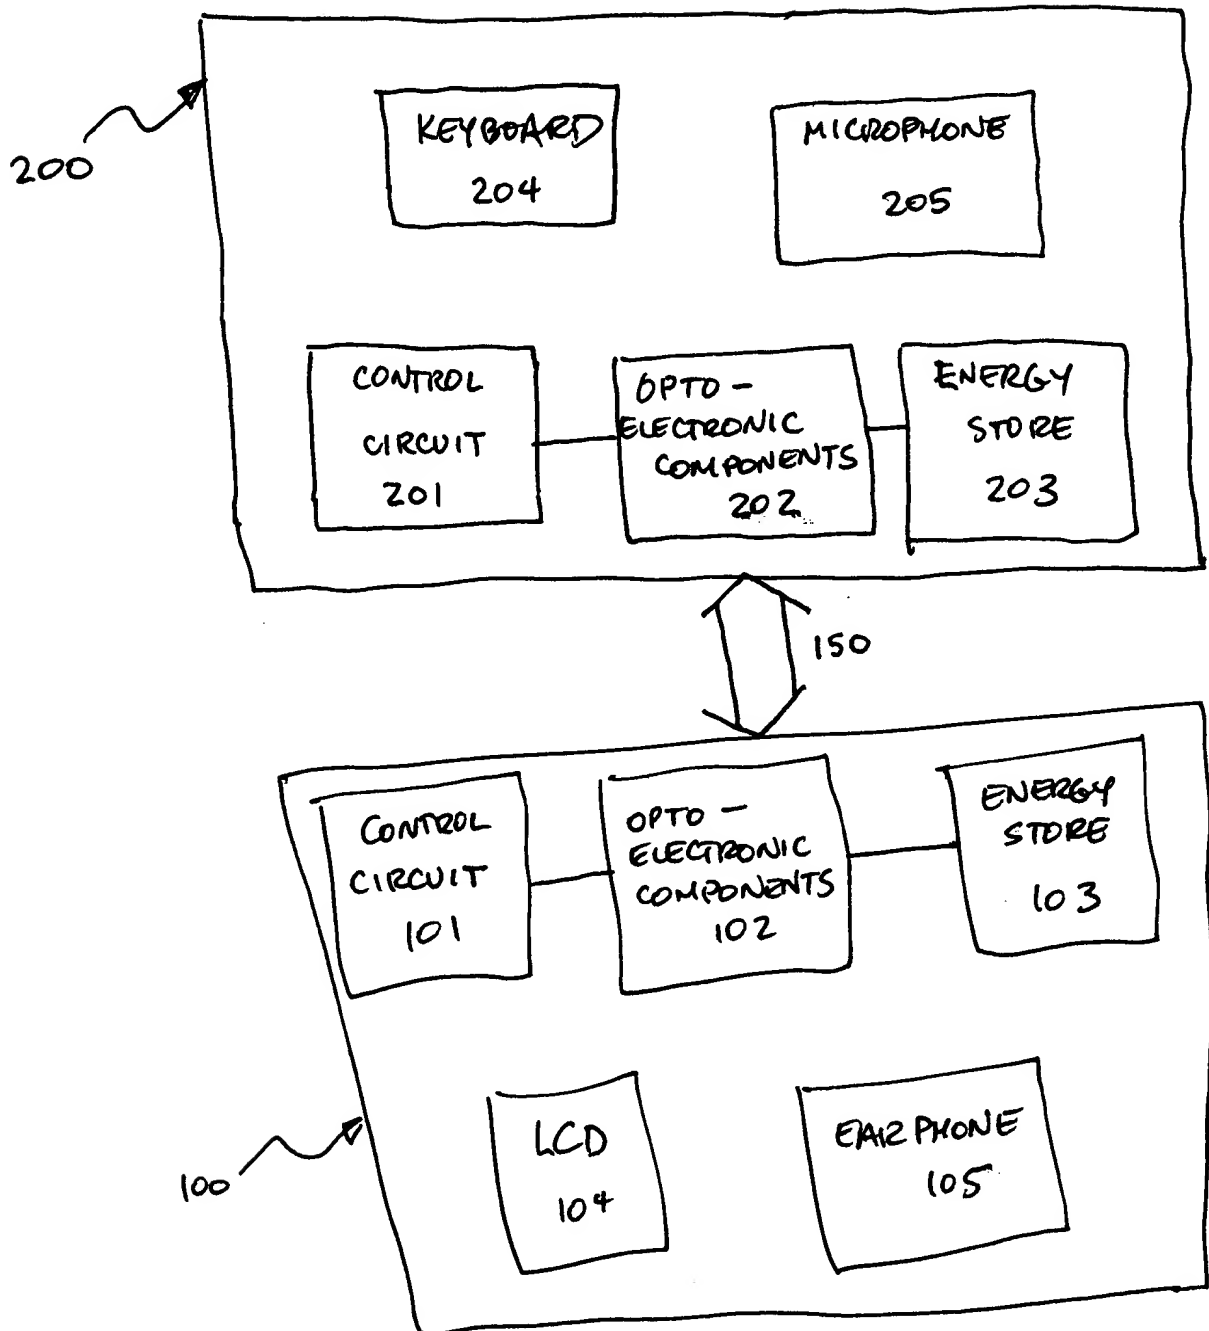 200
KEYBOARD
204
MICROPHONE
205
CONTROL
CIRCUIT
201
OPTO -
ELECTRONIC
COMPONENTS
202
ENERGY
STORE
203
150
CONTROL
CIRCUIT
101
OPTO -
ELECTRONIC
COMPONENTS
102
ENERGY
STORE
103
100
LCD
104
EARPHONE
105